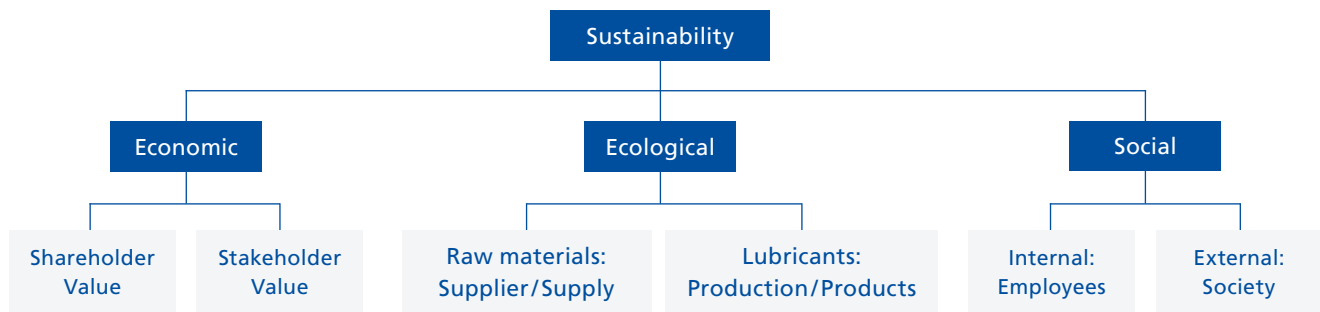 Sustainability
Economic
Ecological
Social
Shareholder
Value
Stakeholder
Value
Raw materials:
Supplier/Supply
Lubricants:
Production/Products
Internal:
Employees
External:
Society